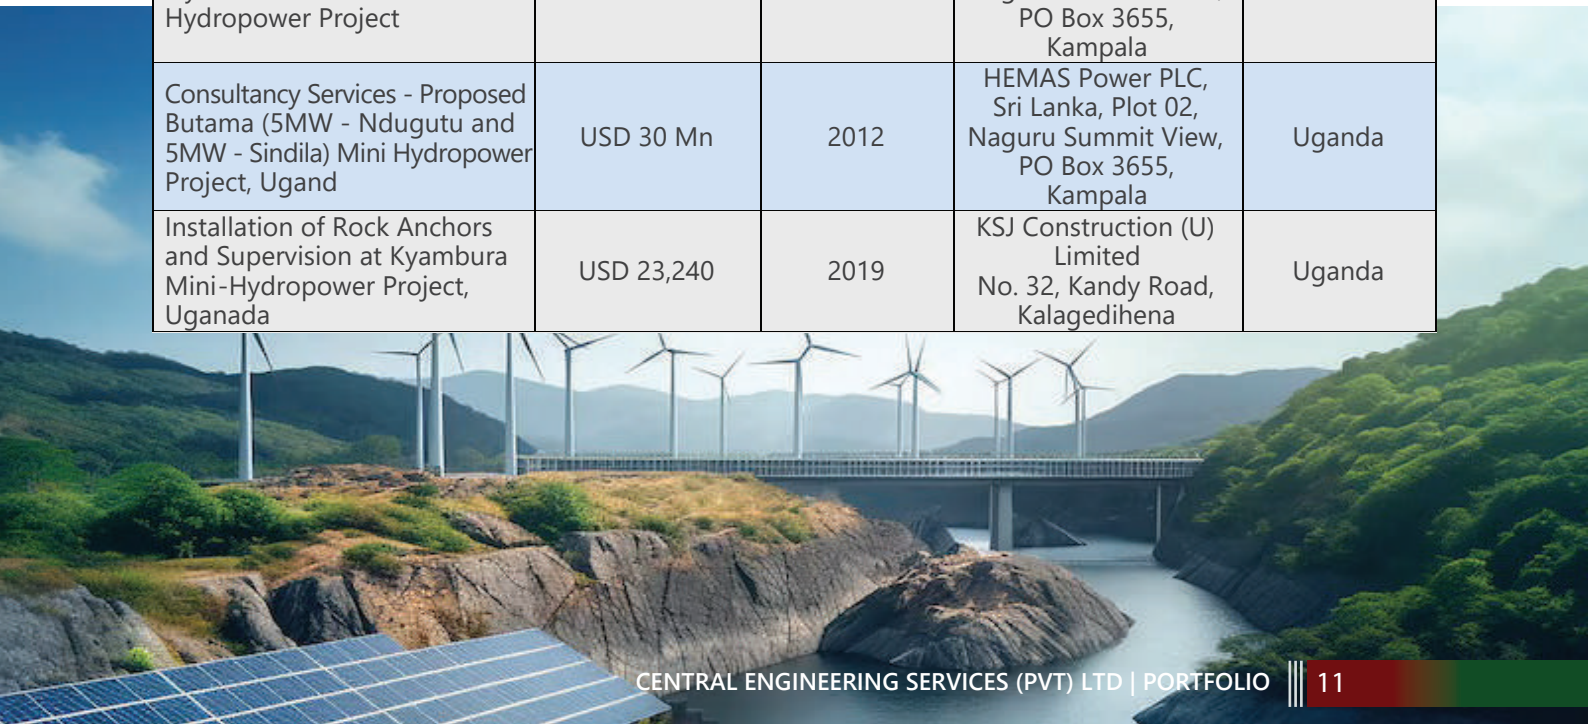 Hydropower Project
PO Box 3655,
Kampala
Consultancy Services - Proposed
Butama (5MW - Ndugutu and
5MW - Sindila) Mini Hydropower
Project, Ugand
USD 30 Mn
2012
HEMAS Power PLC,
Sri Lanka, Plot 02,
Naguru Summit View,
PO Box 3655,
Kampala
Uganda
Installation of Rock Anchors
and Supervision at Kyambura
Mini-Hydropower Project,
Uganada
USD 23,240
2019
KSJ Construction (U)
Limited
No. 32, Kandy Road,
Kalagedihena
Uganda
CENTRAL ENGINEERING SERVICES (PVT) LTD | PORTFOLIO
11